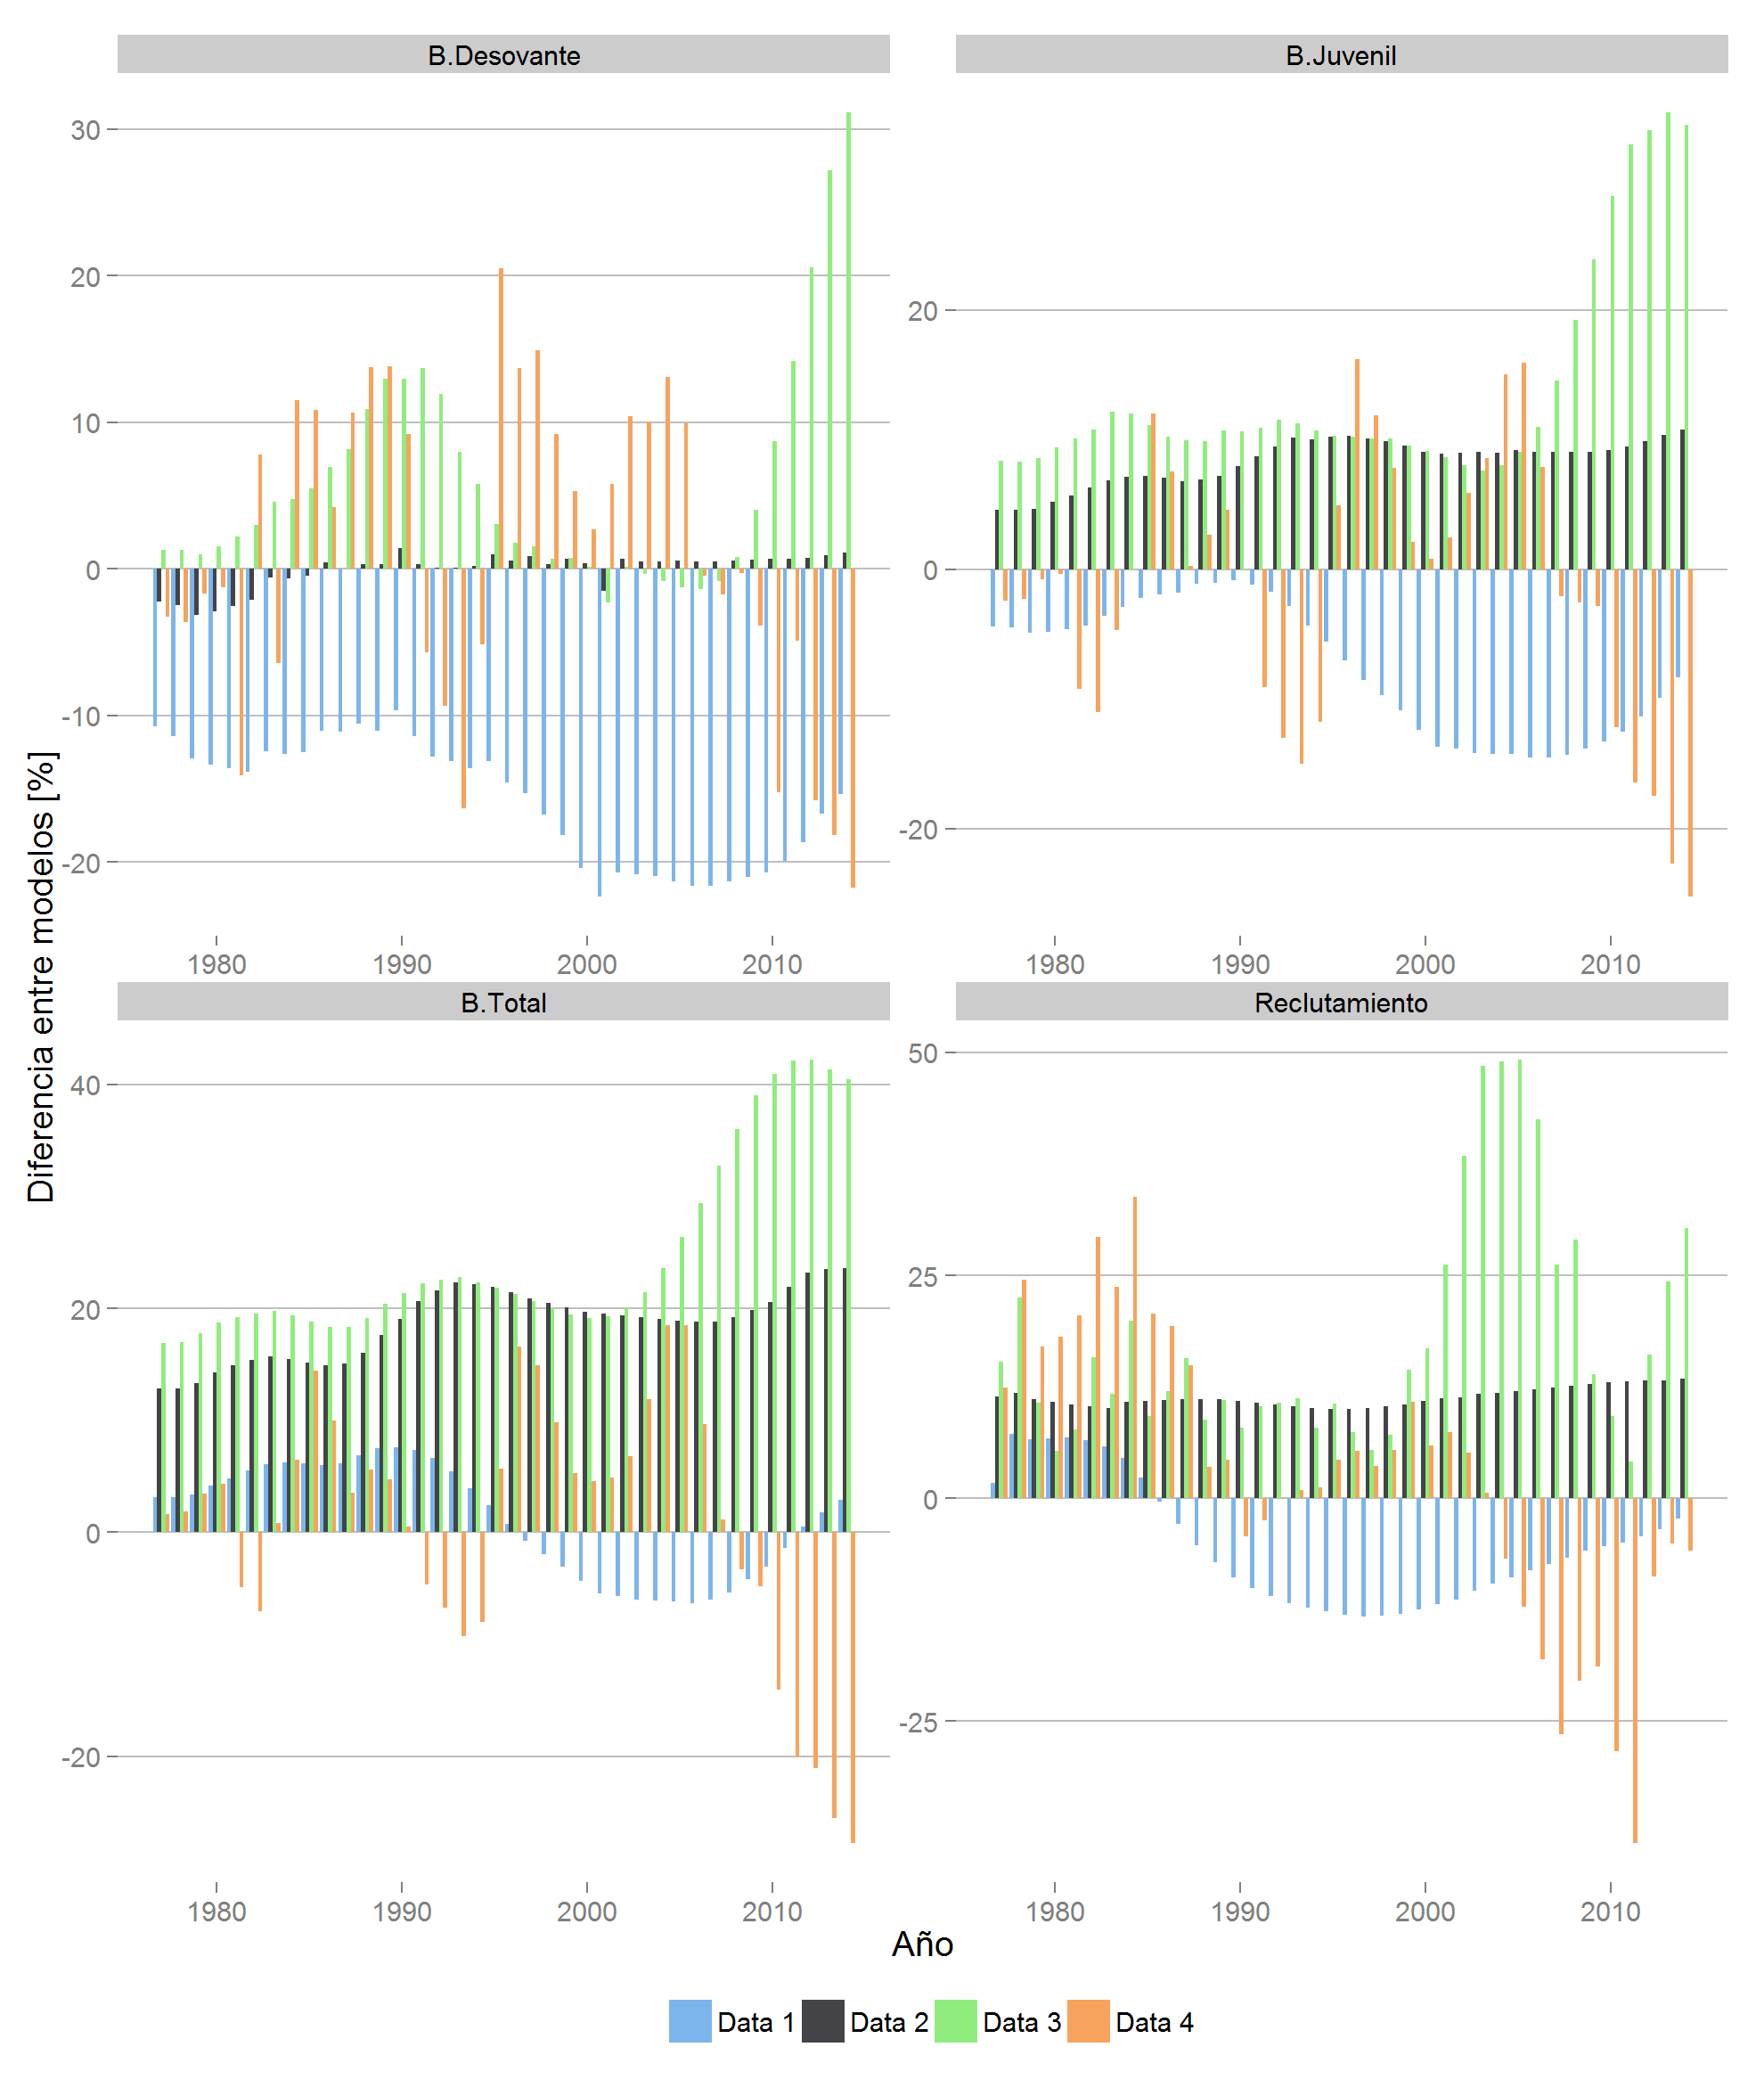 B.Desovante
B.Juvenil
30
20
10
0
-10
-20
20
0
-20
1980 1990 2000 2010
1980 1990 2000 2010
B.Total
Reclutamiento
40
20
0
-20
50
25
0
-25
1980 1990 2000 2010
1980 1990 2000 2010
Diferencia entre modelos [%]
Año
Data 1 Data 2 Data 3 Data 4